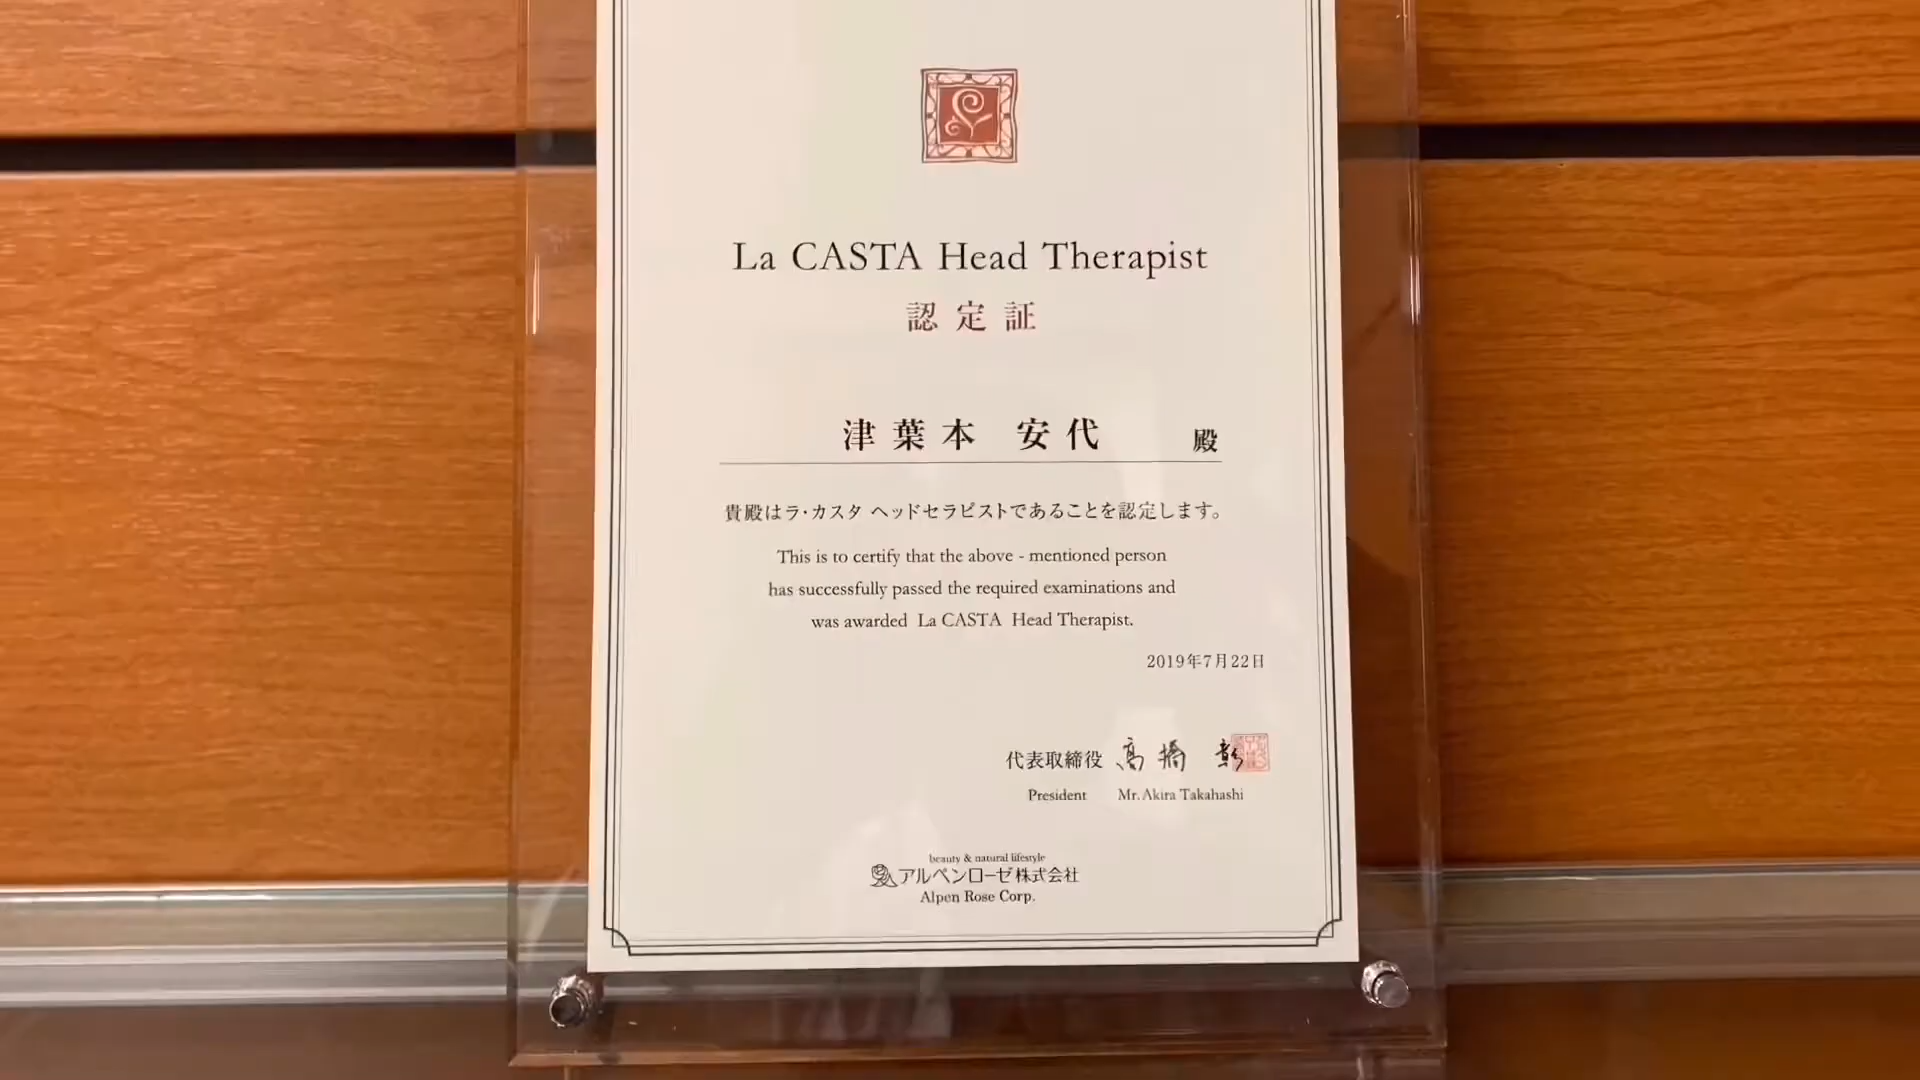 La CASTA Head Therapist
認定証
津葉本 安代 殿
貴殿はラ・カスタ ヘッドセラピストであることを認定します。
This is to certify that the above - mentioned person
has successfully passed the required examinations and
was awarded La CASTA Head Therapist.
2019年7月22日
代表取締役 高橋 彰
President Mr. Akira Takahashi
beauty & natural lifestyle
アルペンローゼ株式会社
Alpen Rose Corp.